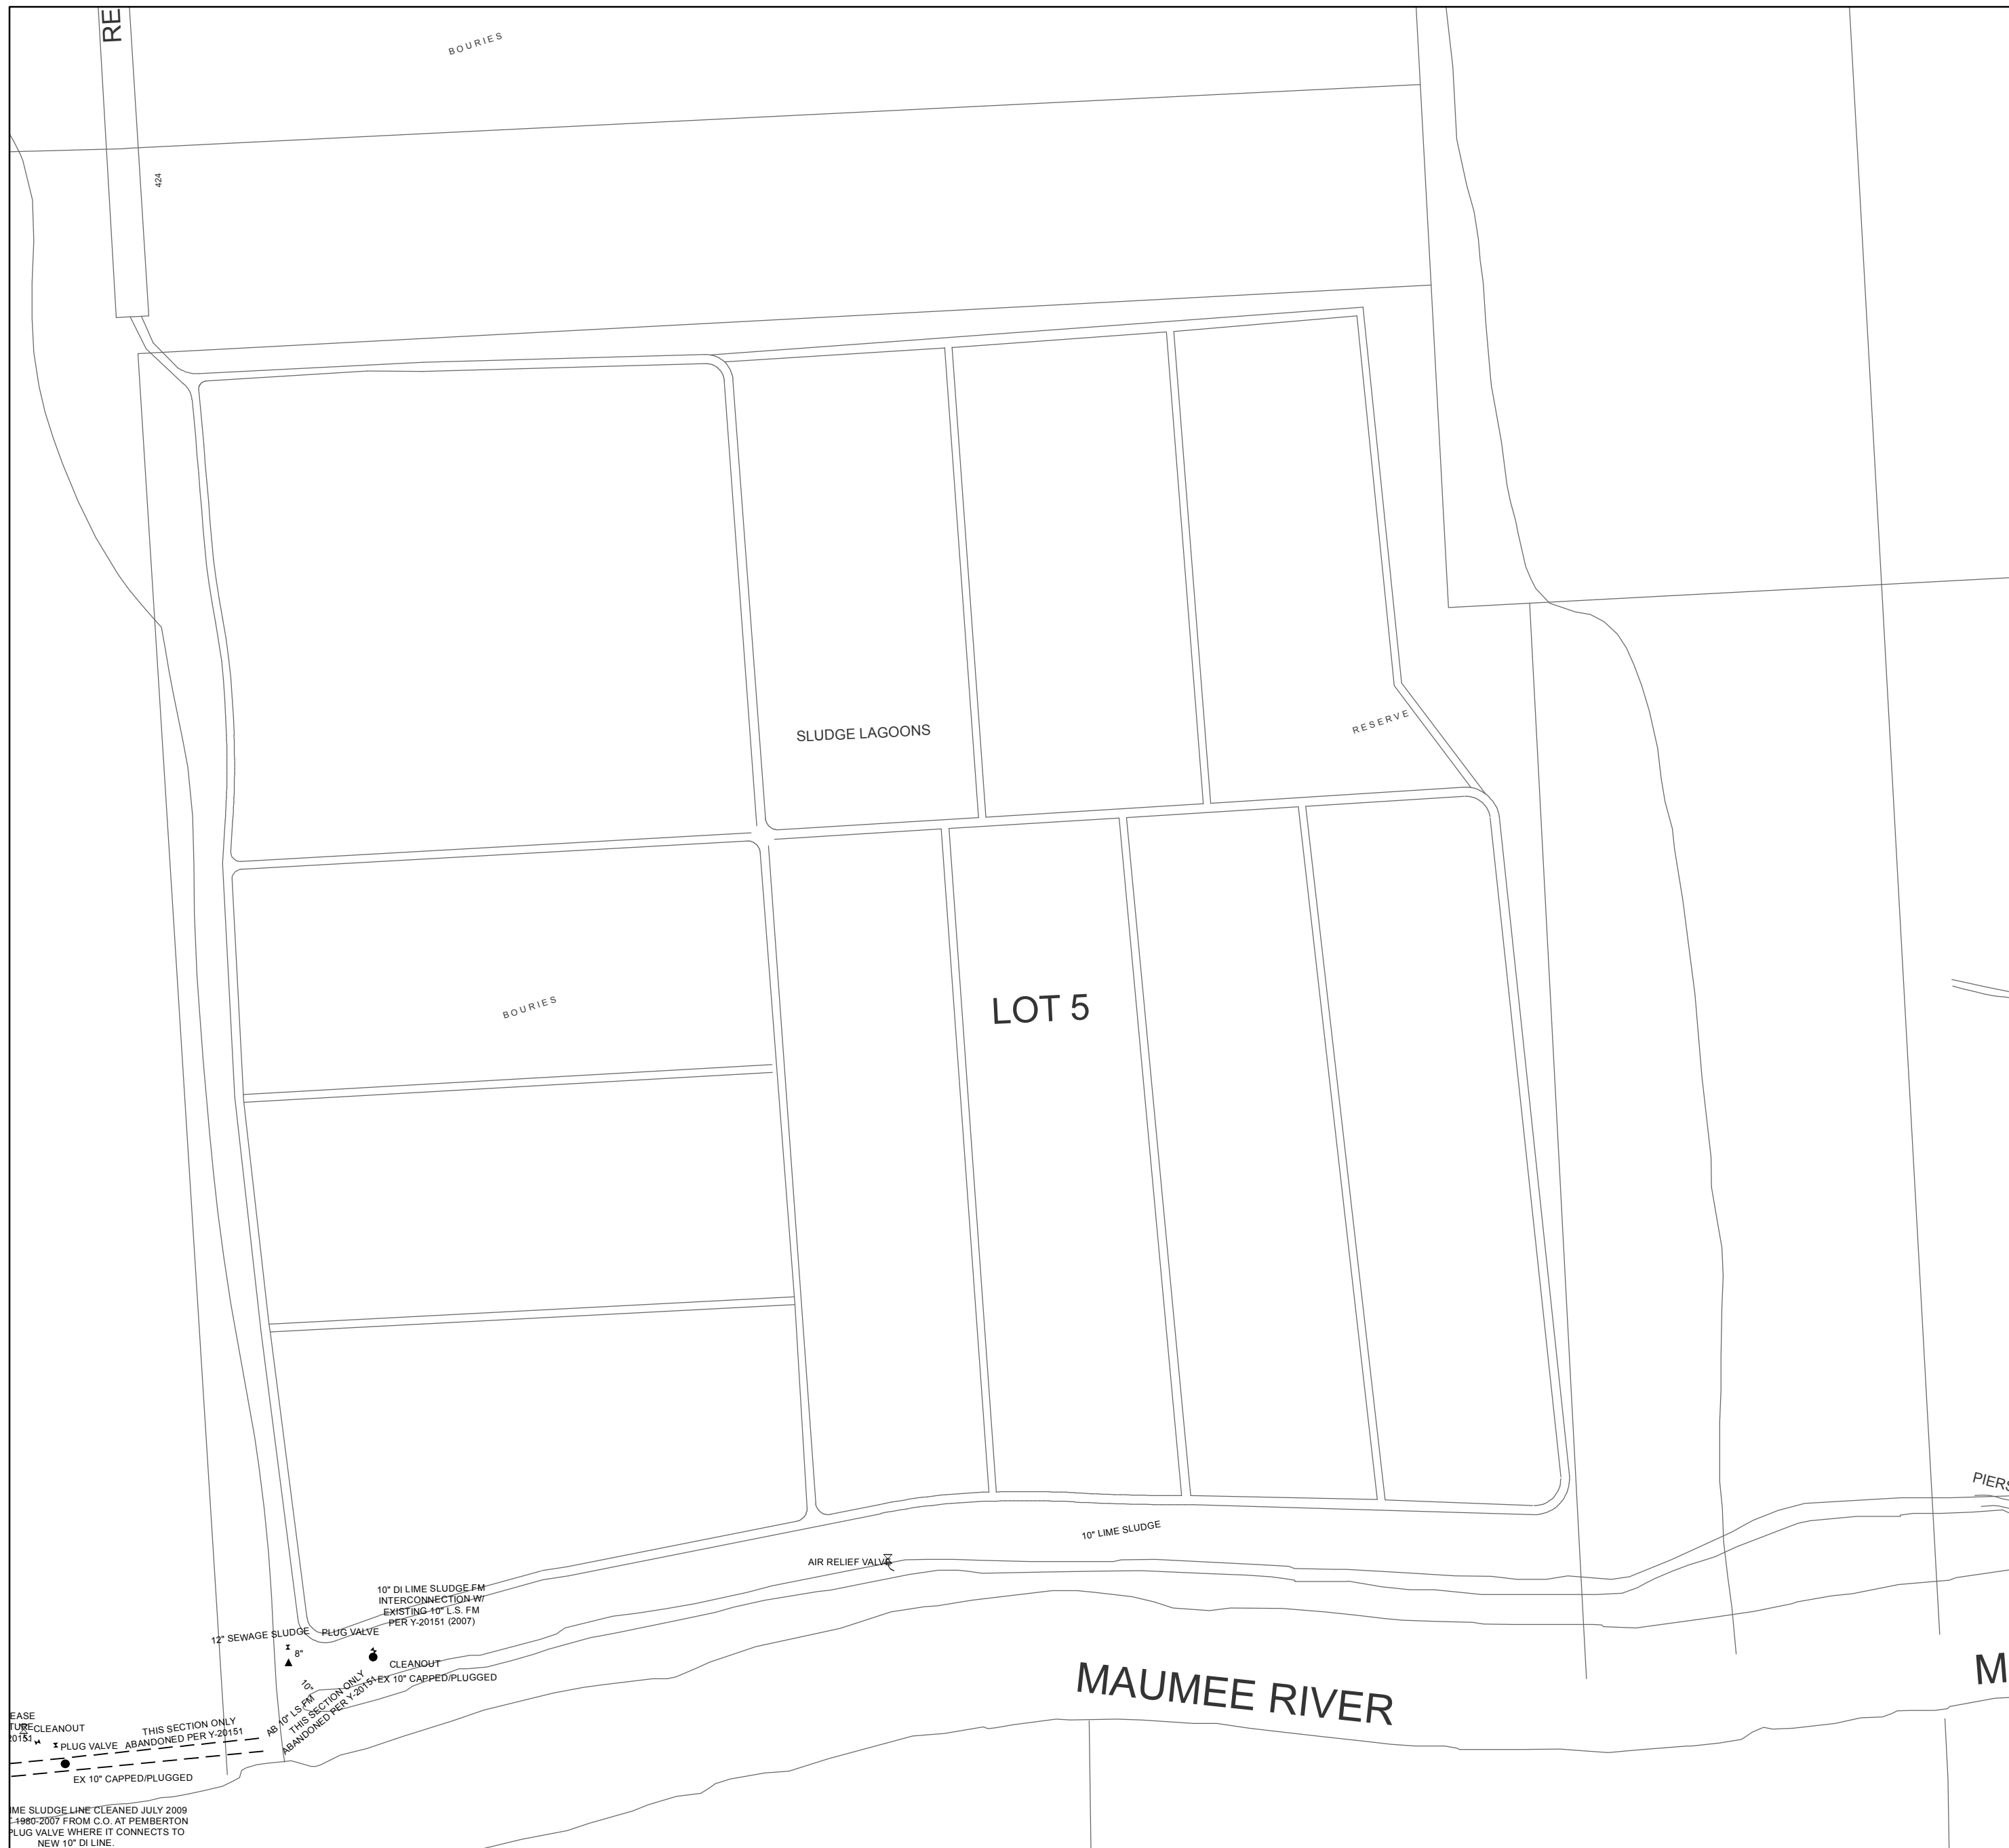 RE
BOURIES
424
SLUDGE LAGOONS
RESERVE
BOURIES
LOT 5
PIERS
10" LIME SLUDGE
AIR RELIEF VALVE
10" DI LIME SLUDGE FM
INTERCONNECTION W/
EXISTING 10" L.S. FM
PER Y-20151 (2007)
12" SEWAGE SLUDGE
PLUG VALVE
8"
CLEANOUT
EX 10" CAPPED/PLUGGED
10"
AB 10" LS FM
THIS SECTION ONLY
ABANDONED PER Y-20151
MAUMEE RIVER
M
EASE
TURE
20151
CLEANOUT
PLUG VALVE
THIS SECTION ONLY
ABANDONED PER Y-20151
EX 10" CAPPED/PLUGGED
IME SLUDGE LINE CLEANED JULY 2009
1980-2007 FROM C.O. AT PEMBERTON
PLUG VALVE WHERE IT CONNECTS TO
NEW 10" DI LINE.